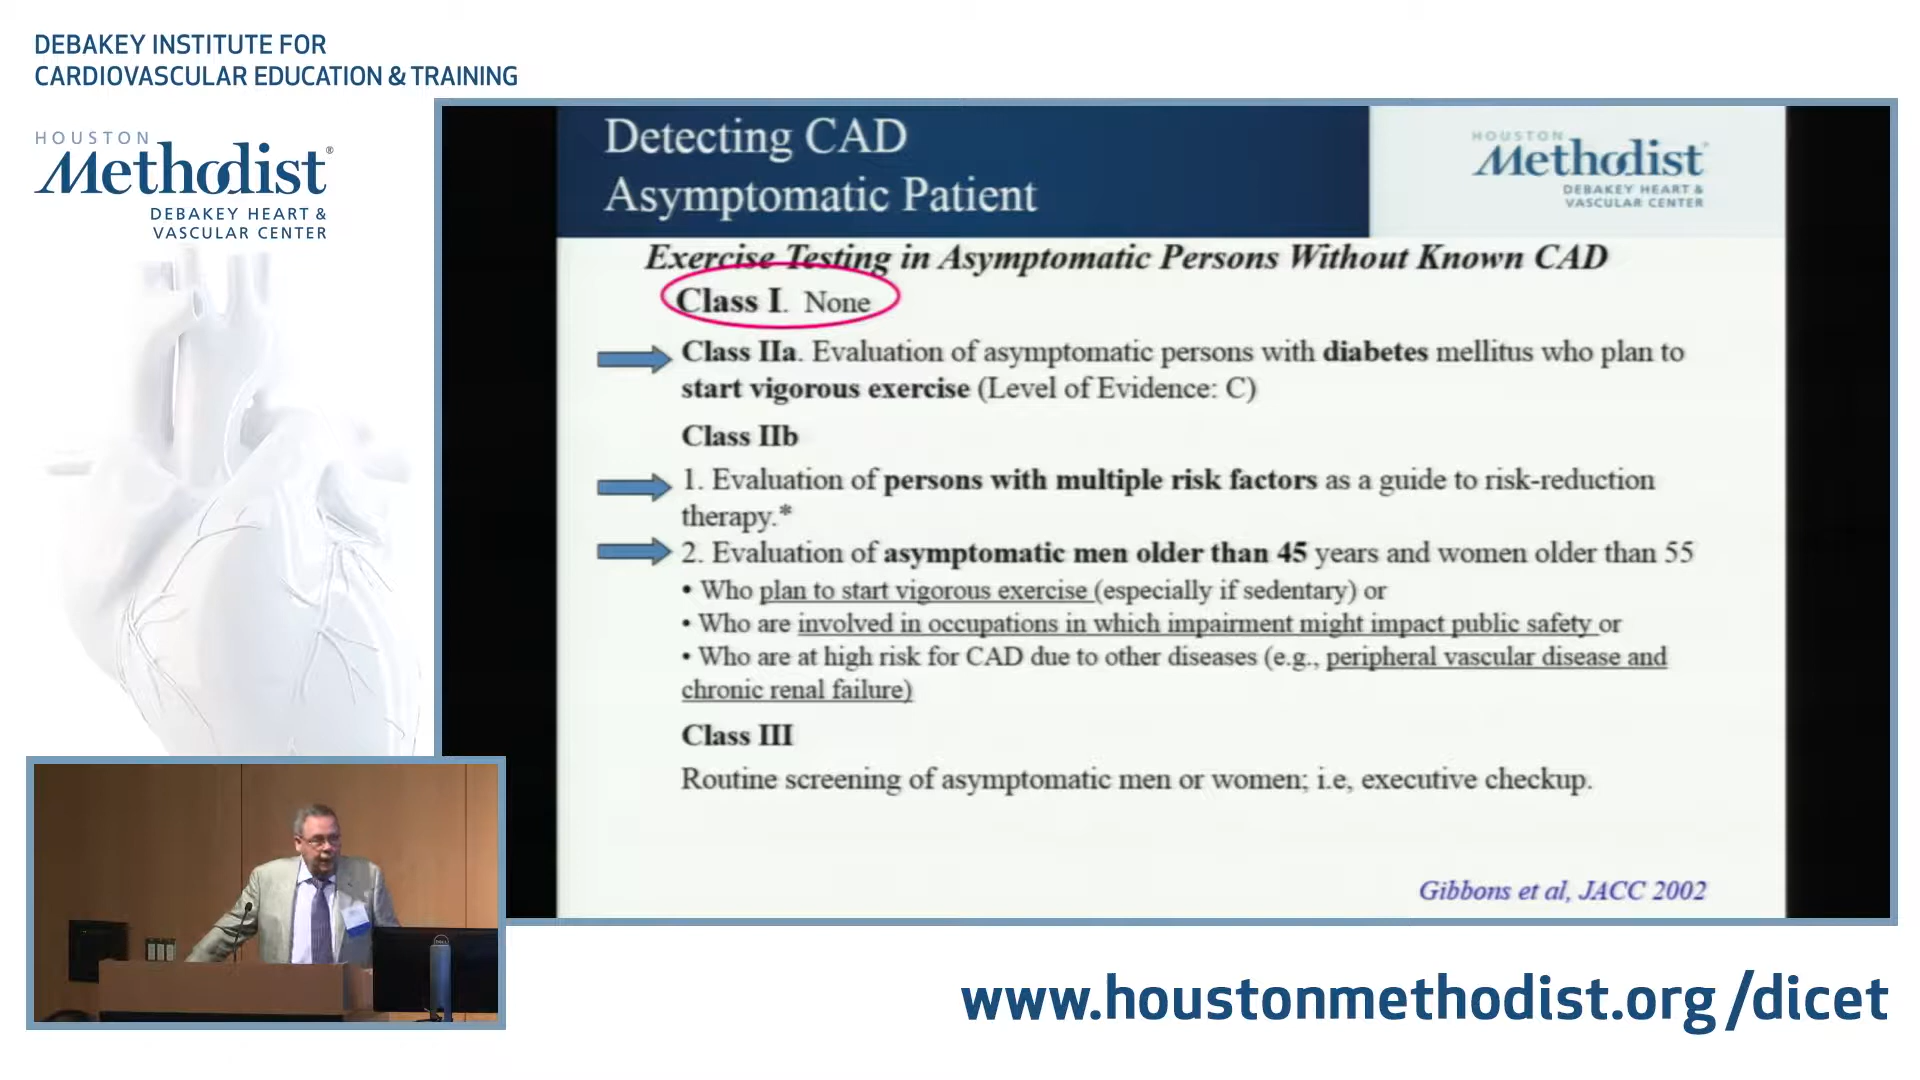 DEBAKEY INSTITUTE FOR
CARDIOVASCULAR EDUCATION & TRAINING
HOUSTON
Methodist®
DEBAKEY HEART &
VASCULAR CENTER
Detecting CAD
Asymptomatic Patient
HOUSTON
Methodist
DEBAKEY HEART &
VASCULAR CENTER
Exercise Testing in Asymptomatic Persons Without Known CAD
Class I. None
Class IIa. Evaluation of asymptomatic persons with diabetes mellitus who plan to
start vigorous exercise (Level of Evidence: C)
Class IIb
1. Evaluation of persons with multiple risk factors as a guide to risk-reduction
therapy.*
2. Evaluation of asymptomatic men older than 45 years and women older than 55
• Who plan to start vigorous exercise (especially if sedentary) or
• Who are involved in occupations in which impairment might impact public safety or
• Who are at high risk for CAD due to other diseases (e.g., peripheral vascular disease and
chronic renal failure)
Class III
Routine screening of asymptomatic men or women; i.e, executive checkup.
Gibbons et al, JACC 2002
DELL
www.houstonmethodist.org/dicet